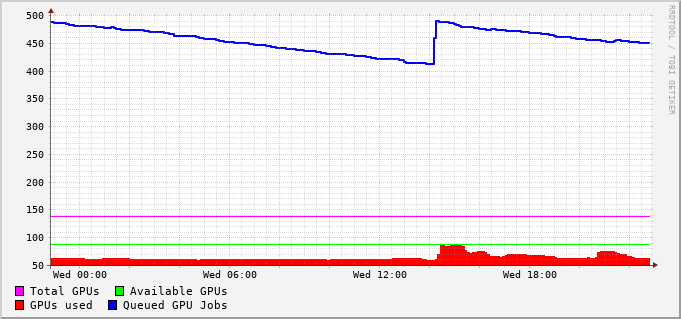 500
450
400
350
300
250
200
150
100
50
Wed 00:00 Wed 06:00 Wed 12:00 Wed 18:00
Total GPUs Available GPUs
GPUs used Queued GPU Jobs
RRDTOOL / TOBI OETIKER